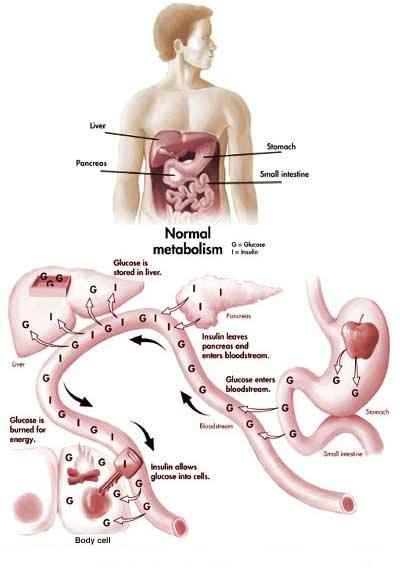 Liver
Stomach
Pancreas
Small intestine
Normal
metabolism
G = Glucose
I = Insulin
Glucose is
stored in liver.
G
G
G
G
I
I
G
G
I
I
I
I
Pancreas
Insulin leaves
pancreas and
enters bloodstream.
Liver
I
G
I
G
I
G
I
I
G
G
G
G
G
G
Glucose enters
bloodstream.
G
G
G
G
Stomach
Bloodstream
Small intestine
G
I
G
I
G
I
Glucose is
burned for
energy.
Insulin allows
glucose into cells.
G
G
G
G
G
I
G
G
G
G
Body cell